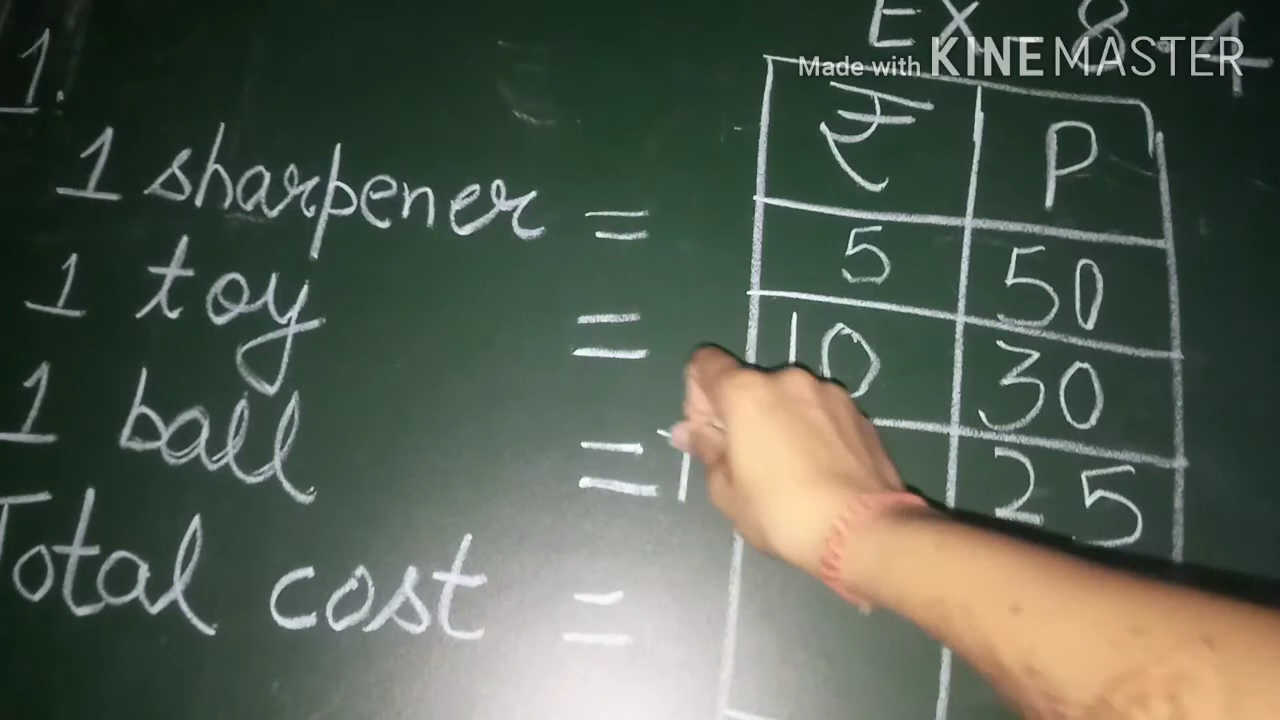 EX - 8.4
Made with KINEMASTER
1.
₹ P
1 sharpener = 5 50
1 toy = 10 30
1 ball = 25
Total cost =